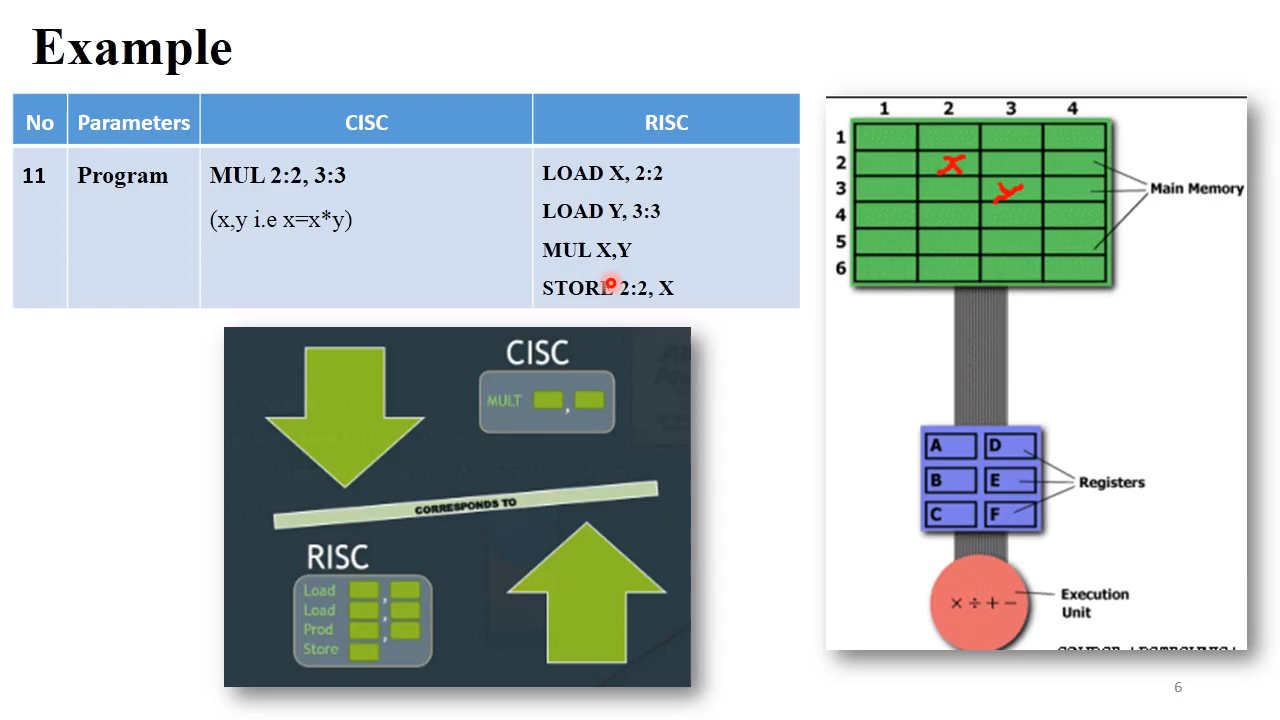 Example
No Parameters CISC RISC
11 Program MUL 2:2, 3:3
(x,y i.e x=x*y)
LOAD X, 2:2
LOAD Y, 3:3
MUL X,Y
STORE 2:2, X
CISC
MULT ,
CORRESPONDS TO
RISC
Load ,
Load ,
Prod ,
Store
1 2 3 4
1
2 x
3 y
4
5
6
Main Memory
A D
B E
C F
Registers
× ÷ + −
Execution
Unit
6